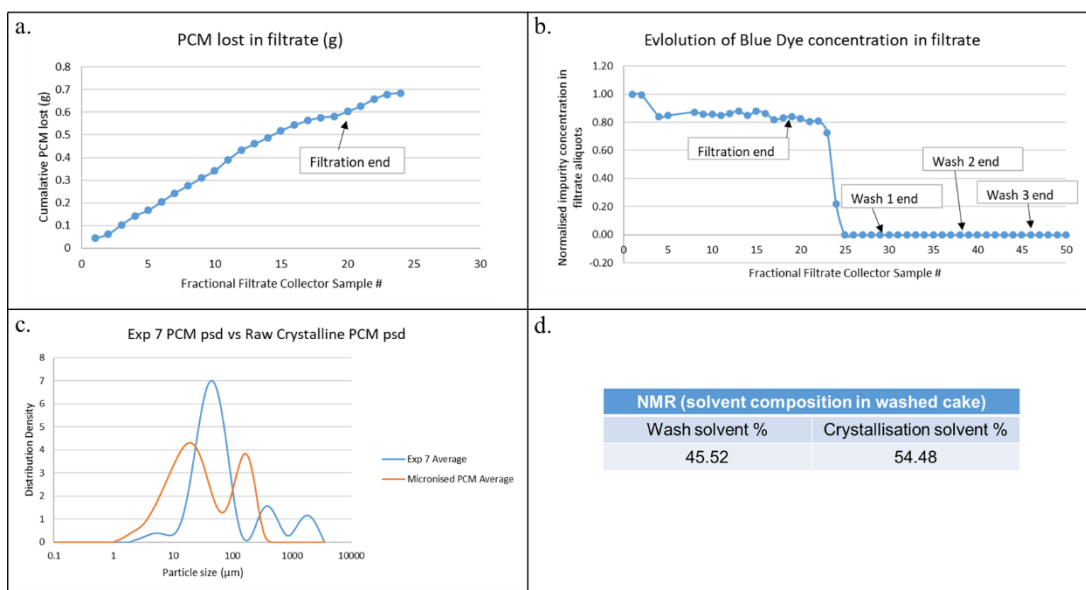 a.
PCM lost in filtrate (g)
Cumalative PCM lost (g)
0.8
0.7
0.6
0.5
0.4
0.3
0.2
0.1
0
Filtration end
0 5 10 15 20 25 30
Fractional Filtrate Collector Sample #
b.
Evlolution of Blue Dye concentration in filtrate
Normalised impurity concentration in
filtrate aliquots
1.20
1.00
0.80
0.60
0.40
0.20
0.00
-0.20
Filtration end
Wash 1 end
Wash 2 end
Wash 3 end
0 5 10 15 20 25 30 35 40 45 50
Fractional Filtrate Collector Sample #
c.
Exp 7 PCM psd vs Raw Crystalline PCM psd
Distribution Density
8
7
6
5
4
3
2
1
0
0.1 1 10 100 1000 10000
Particle size (μm)
Exp 7 Average
Micronised PCM Average
d.
NMR (solvent composition in washed cake)
Wash solvent % Crystallisation solvent %
45.52 54.48